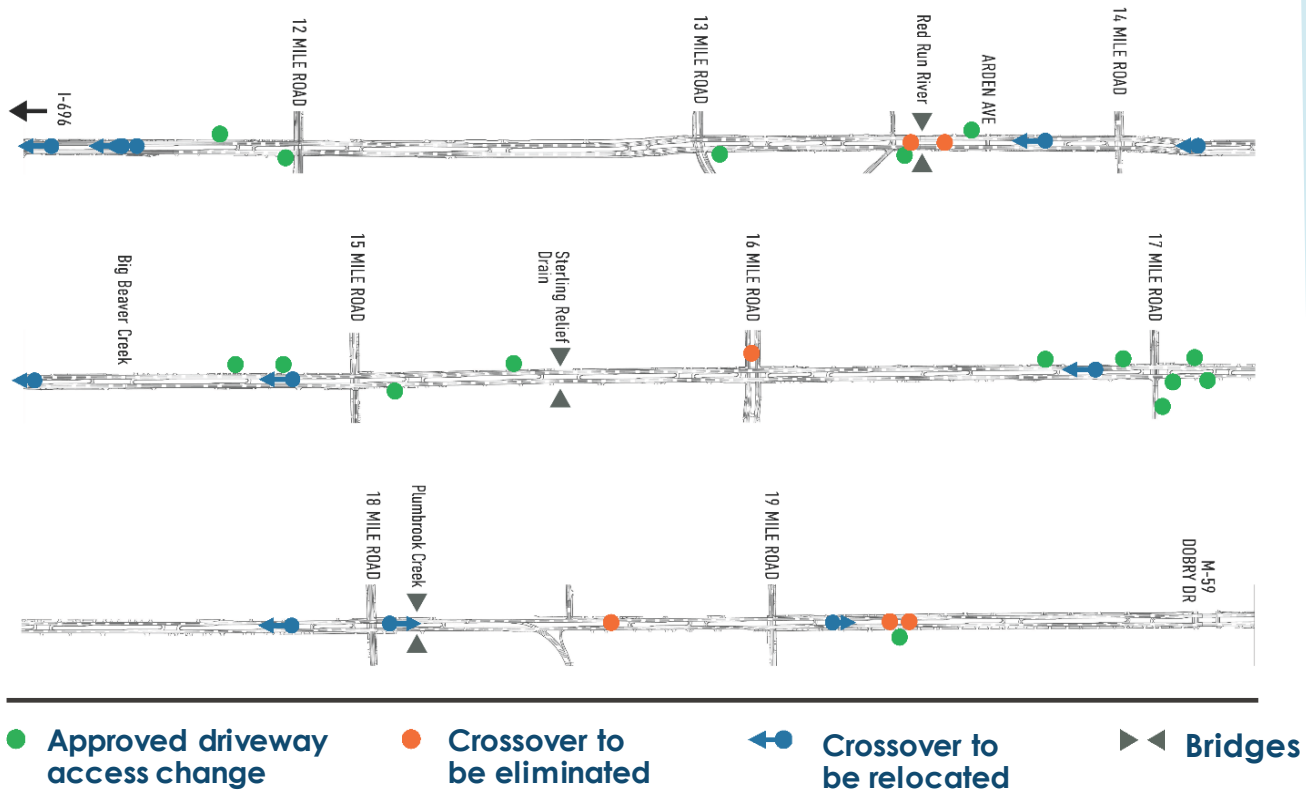 I-696
12 MILE ROAD
13 MILE ROAD
Red Run River
ARDEN AVE
14 MILE ROAD
Big Beaver Creek
15 MILE ROAD
Sterling Relief
Drain
16 MILE ROAD
17 MILE ROAD
18 MILE ROAD
Plumbrook Creek
19 MILE ROAD
M-59
DOBRY DR
Approved driveway
access change
Crossover to
be eliminated
Crossover to
be relocated
Bridges